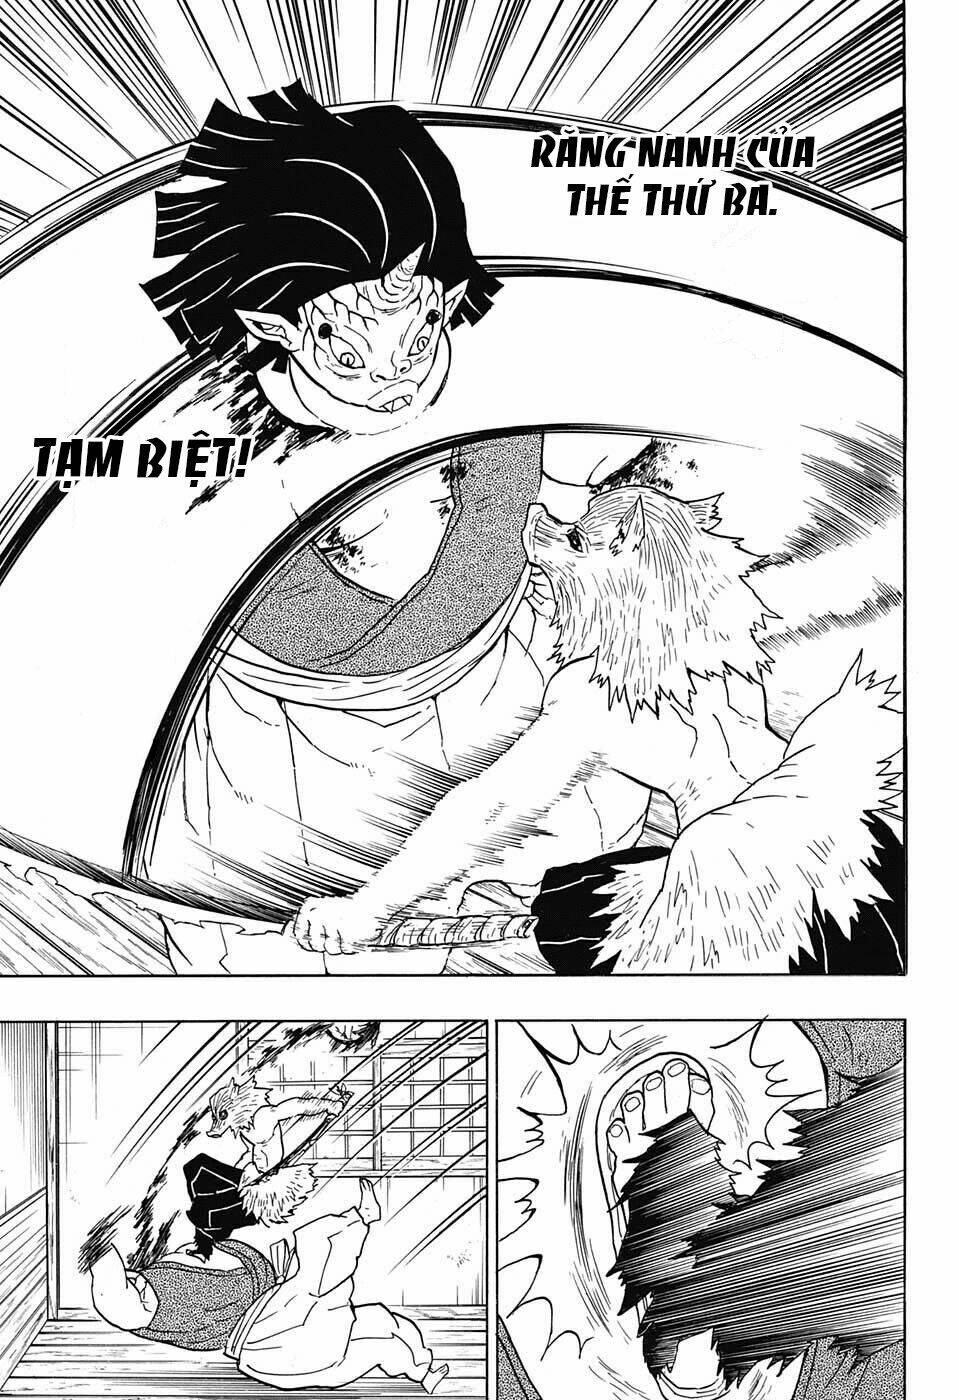 RĂNG NANH CỦA
THẾ THỨ BA.
TẠM BIỆT!